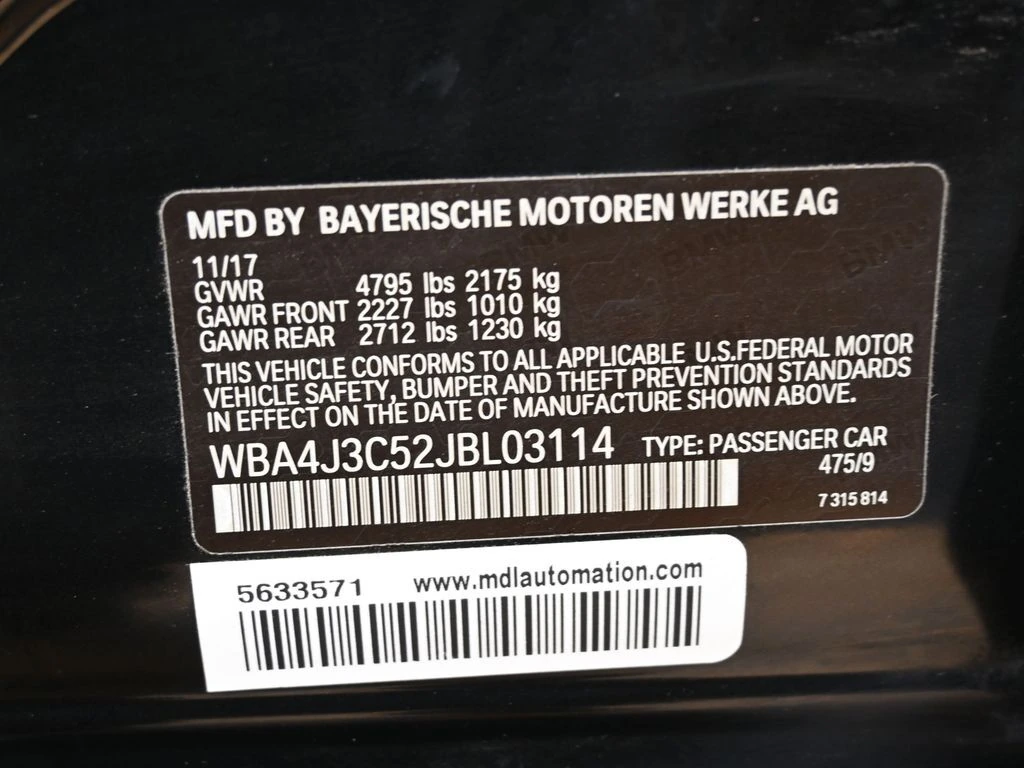 MFD BY BAYERISCHE MOTOREN WERKE AG
11/17
GVWR 4795 lbs 2175 kg
GAWR FRONT 2227 lbs 1010 kg
GAWR REAR 2712 lbs 1230 kg
THIS VEHICLE CONFORMS TO ALL APPLICABLE U.S.FEDERAL MOTOR
VEHICLE SAFETY, BUMPER AND THEFT PREVENTION STANDARDS
IN EFFECT ON THE DATE OF MANUFACTURE SHOWN ABOVE.
WBA4J3C52JBL03114 TYPE: PASSENGER CAR
475/9
7 315 814
5633571 www.mdlautomation.com